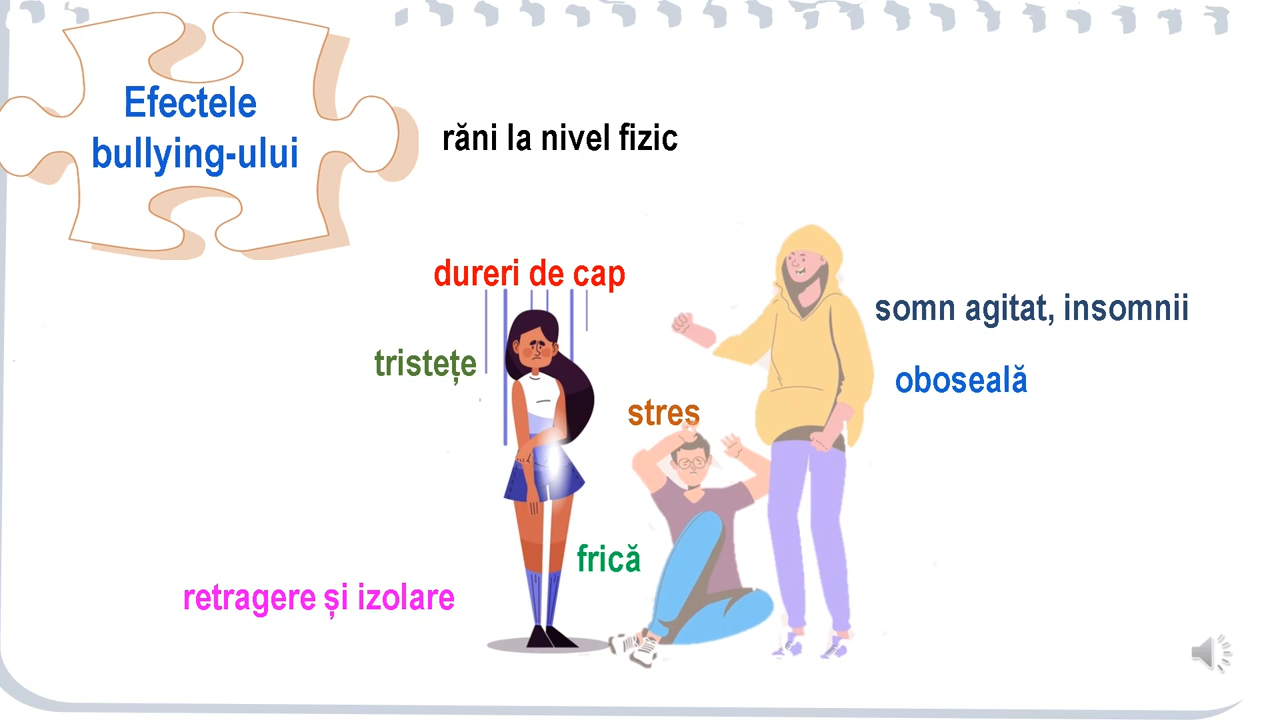 Efectele
bullying-ului
răni la nivel fizic
dureri de cap
somn agitat, insomnii
tristețe
oboseală
stres
frică
retragere și izolare